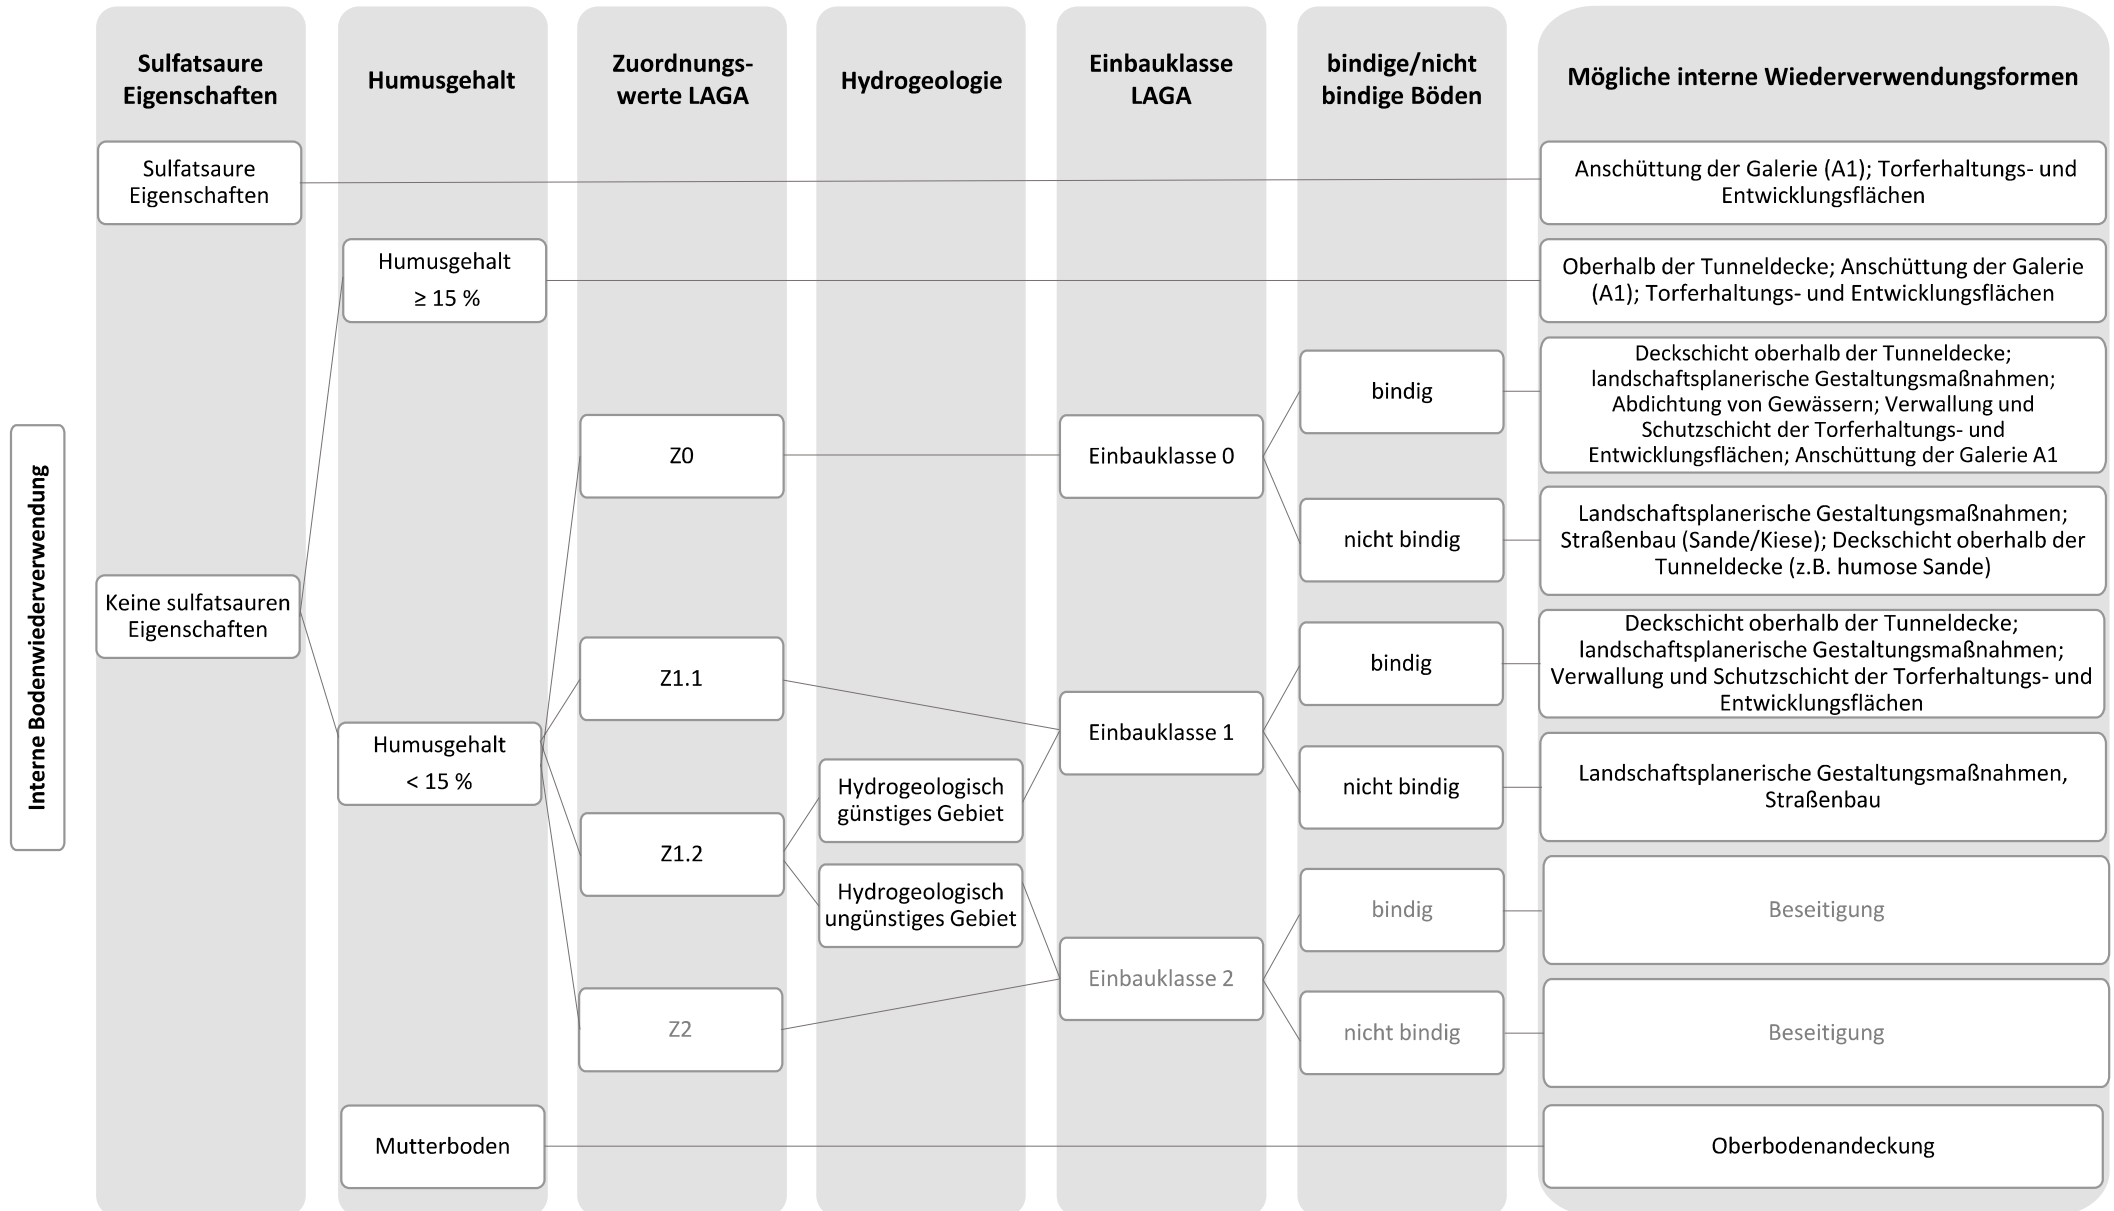 Sulfatsaure
Eigenschaften
Humusgehalt
Zuordnungs-
werte LAGA
Hydrogeologie
Einbauklasse
LAGA
bindige/nicht
bindige Böden
Mögliche interne Wiederverwendungsformen
Interne Bodenwiederverwendung
Sulfatsaure
Eigenschaften
Anschüttung der Galerie (A1); Torferhaltungs- und
Entwicklungsflächen
Humusgehalt
≥ 15 %
Oberhalb der Tunneldecke; Anschüttung der Galerie
(A1); Torferhaltungs- und Entwicklungsflächen
Keine sulfatsauren
Eigenschaften
Humusgehalt
< 15 %
Z0
Einbauklasse 0
bindig
Deckschicht oberhalb der Tunneldecke;
landschaftsplanerische Gestaltungsmaßnahmen;
Abdichtung von Gewässern; Verwallung und
Schutzschicht der Torferhaltungs- und
Entwicklungsflächen; Anschüttung der Galerie A1
nicht bindig
Landschaftsplanerische Gestaltungsmaßnahmen;
Straßenbau (Sande/Kiese); Deckschicht oberhalb der
Tunneldecke (z.B. humose Sande)
Z1.1
Einbauklasse 1
bindig
Deckschicht oberhalb der Tunneldecke;
landschaftsplanerische Gestaltungsmaßnahmen;
Verwallung und Schutzschicht der Torferhaltungs- und
Entwicklungsflächen
nicht bindig
Landschaftsplanerische Gestaltungsmaßnahmen,
Straßenbau
Z1.2
Hydrogeologisch
günstiges Gebiet
Hydrogeologisch
ungünstiges Gebiet
Z2
Einbauklasse 2
bindig
Beseitigung
nicht bindig
Beseitigung
Mutterboden
Oberbodenandeckung